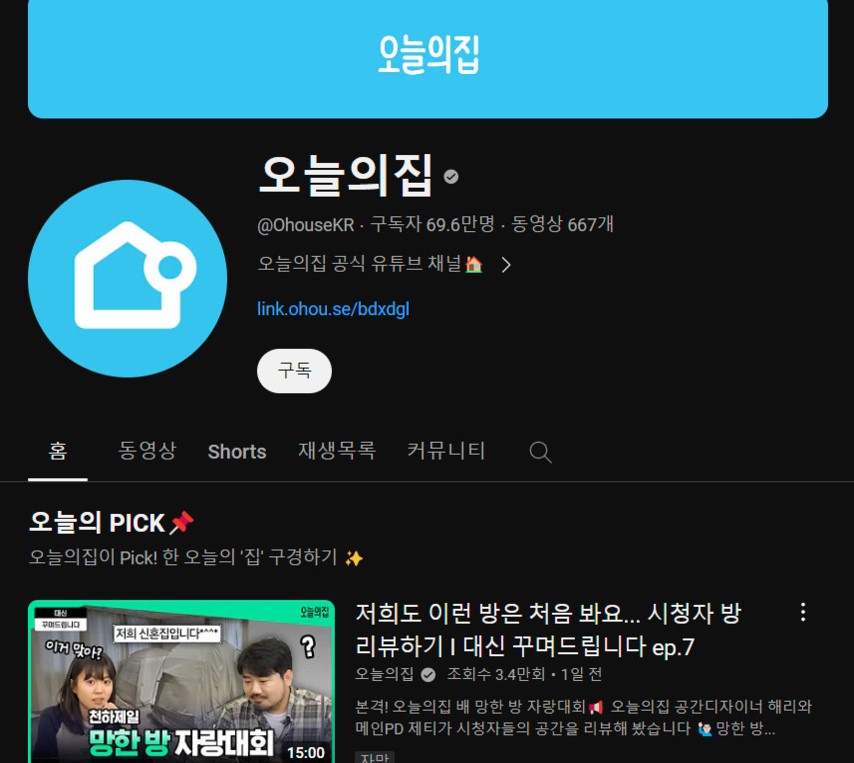 오늘의집
오늘의집
@OhouseKR · 구독자 69.6만명 · 동영상 667개
오늘의집 공식 유튜브 채널🏠
link.ohou.se/bdxdgl
구독
홈 동영상 Shorts 재생목록 커뮤니티
오늘의 PICK📌
오늘의집이 Pick! 한 오늘의 '집' 구경하기 ✨
대신
꾸며드립니다
오늘의집
저희 신혼집입니다^^^
?
이거 맞아?
천하제일
망한 방 자랑대회
15:00
저희도 이런 방은 처음 봐요... 시청자 방
리뷰하기 I 대신 꾸며드립니다 ep.7
오늘의집 조회수 3.4만회 • 1일 전
본격! 오늘의집 배 망한 방 자랑대회📢 오늘의집 공간디자이너 해리와
메인PD 제티가 시청자들의 공간을 리뷰해 봤습니다 🙋🏻 망한 방...
자막